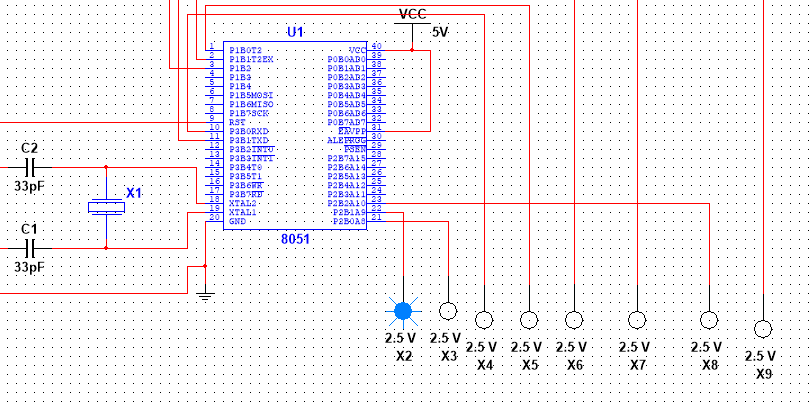 VCC
5V
U1
1 P1B0T2 VCC 40
2 P1B1T2EX P0B0AD0 39
3 P1B2 P0B1AD1 38
4 P1B3 P0B2AD2 37
5 P1B4 P0B3AD3 36
6 P1B5MOSI P0B4AD4 35
7 P1B6MISO P0B5AD5 34
8 P1B7SCK P0B6AD6 33
9 RST P0B7AD7 32
10 P3B0RXD EAVPP 31
11 P3B1TXD ALEPROG 30
12 P3B2INT0 PSEN 29
13 P3B3INT1 P2B7A15 28
14 P3B4T0 P2B6A14 27
15 P3B5T1 P2B5A13 26
16 P3B6WR P2B4A12 25
17 P3B7RD P2B3A11 24
18 XTAL2 P2B2A10 23
19 XTAL1 P2B1A9 22
20 GND P2B0A8 21
8051
C2
33pF
X1
C1
33pF
2.5 V
X2
2.5 V
X3
2.5 V
X4
2.5 V
X5
2.5 V
X6
2.5 V
X7
2.5 V
X8
2.5 V
X9